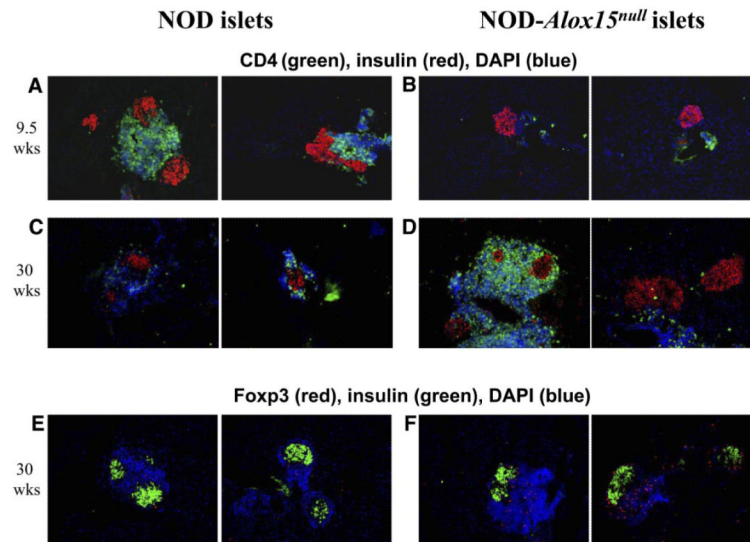 NOD islets
NOD-Alox15null islets
CD4 (green), insulin (red), DAPI (blue)
A
B
9.5
wks
C
D
30
wks
Foxp3 (red), insulin (green), DAPI (blue)
E
F
30
wks